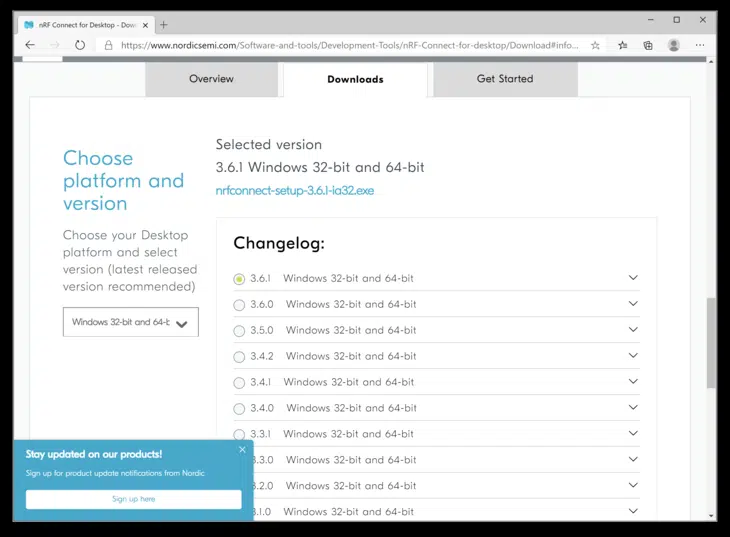 nRF Connect for Desktop - Down
https://www.nordicsemi.com/Software-and-tools/Development-Tools/nRF-Connect-for-desktop/Download#info...
Overview
Downloads
Get Started
Choose
platform and
version
Choose your Desktop
platform and select
version (latest released
version recommended)
Windows 32-bit and 64-b
Selected version
3.6.1 Windows 32-bit and 64-bit
nrfconnect-setup-3.6.1-ia32.exe
Changelog:
3.6.1 Windows 32-bit and 64-bit
3.6.0 Windows 32-bit and 64-bit
3.5.0 Windows 32-bit and 64-bit
3.4.2 Windows 32-bit and 64-bit
3.4.1 Windows 32-bit and 64-bit
3.4.0 Windows 32-bit and 64-bit
3.3.1 Windows 32-bit and 64-bit
3.3.0 Windows 32-bit and 64-bit
3.2.0 Windows 32-bit and 64-bit
3.1.0 Windows 32-bit and 64-bit
Stay updated on our products!
Sign up for product update notifications from Nordic
Sign up here